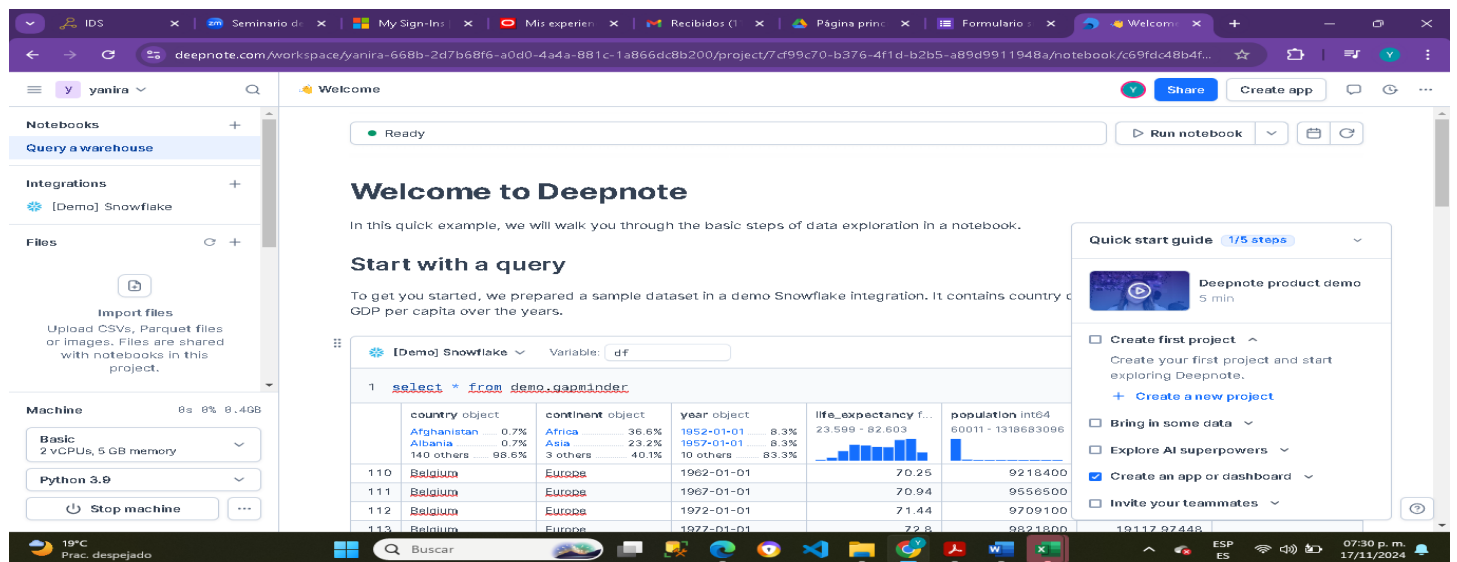 IDS
Seminario de
My Sign-Ins |
Mis experien
Recibidos (1
Página princ
Formulario s
Welcom
deepnote.com/workspace/yanira-668b-2d7b68f6-a0d0-4a4a-881c-1a866dc8b200/project/7cf99c70-b376-4f1d-b2b5-a89d9911948a/notebook/c69fdc48b4f...
Y
y yanira
Welcome
Y
Share
Create app
Notebooks
Query a warehouse
Integrations
[Demo] Snowflake
Files
Import files
Upload CSVs, Parquet files
or images. Files are shared
with notebooks in this
project.
Machine 0s 0% 0.4GB
Basic
2 vCPUs, 5 GB memory
Python 3.9
Stop machine
Ready
Run notebook
Welcome to Deepnote
In this quick example, we will walk you through the basic steps of data exploration in a notebook.
Start with a query
To get you started, we prepared a sample dataset in a demo Snowflake integration. It contains country
GDP per capita over the years.
[Demo] Snowflake Variable: df
1 select * from demo.gapminder
country object continent object year object life_expectancy f... population int64
Afghanistan 0.7% Africa 36.6% 1952-01-01 8.3% 23.599 - 82.603 60011 - 1318683096
Albania 0.7% Asia 23.2% 1957-01-01 8.3%
140 others 98.6% 3 others 40.1% 10 others 83.3%
110 Belgium Europe 1962-01-01 70.25 9218400
111 Belgium Europe 1967-01-01 70.94 9556500
112 Belgium Europe 1972-01-01 71.44 9709100
113 Belgium Europe 1977-01-01 72.8 9821800 19117.97448
Quick start guide 1/5 steps
Deepnote product demo
5 min
Create first project
Create your first project and start
exploring Deepnote.
+ Create a new project
Bring in some data
Explore AI superpowers
Create an app or dashboard
Invite your teammates
19°C
Prac. despejado
Buscar
ESP
ES
07:30 p. m.
17/11/2024